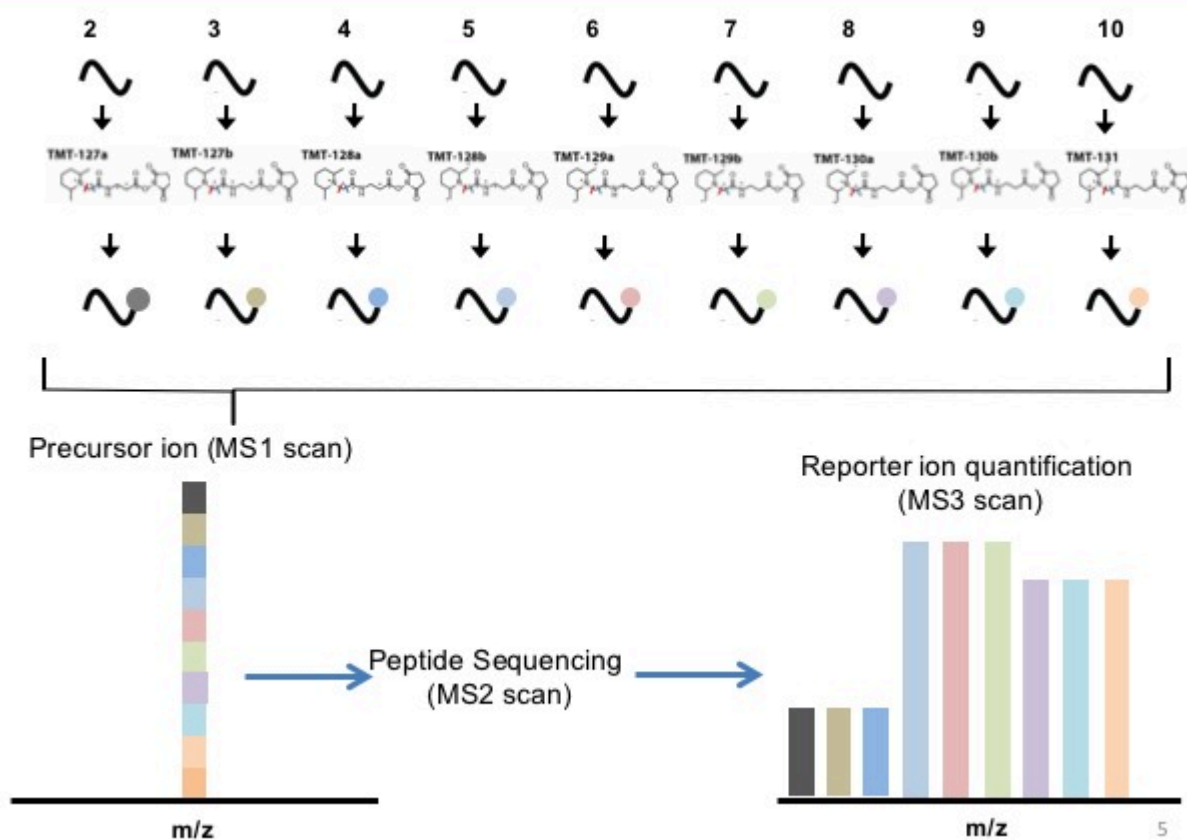 2 3 4 5 6 7 8 9 10
TMT-127a TMT-127b TMT-128a TMT-128b TMT-129a TMT-129b TMT-130a TMT-130b TMT-131
Precursor ion (MS1 scan)
Reporter ion quantification
(MS3 scan)
Peptide Sequencing
(MS2 scan)
m/z
m/z
5